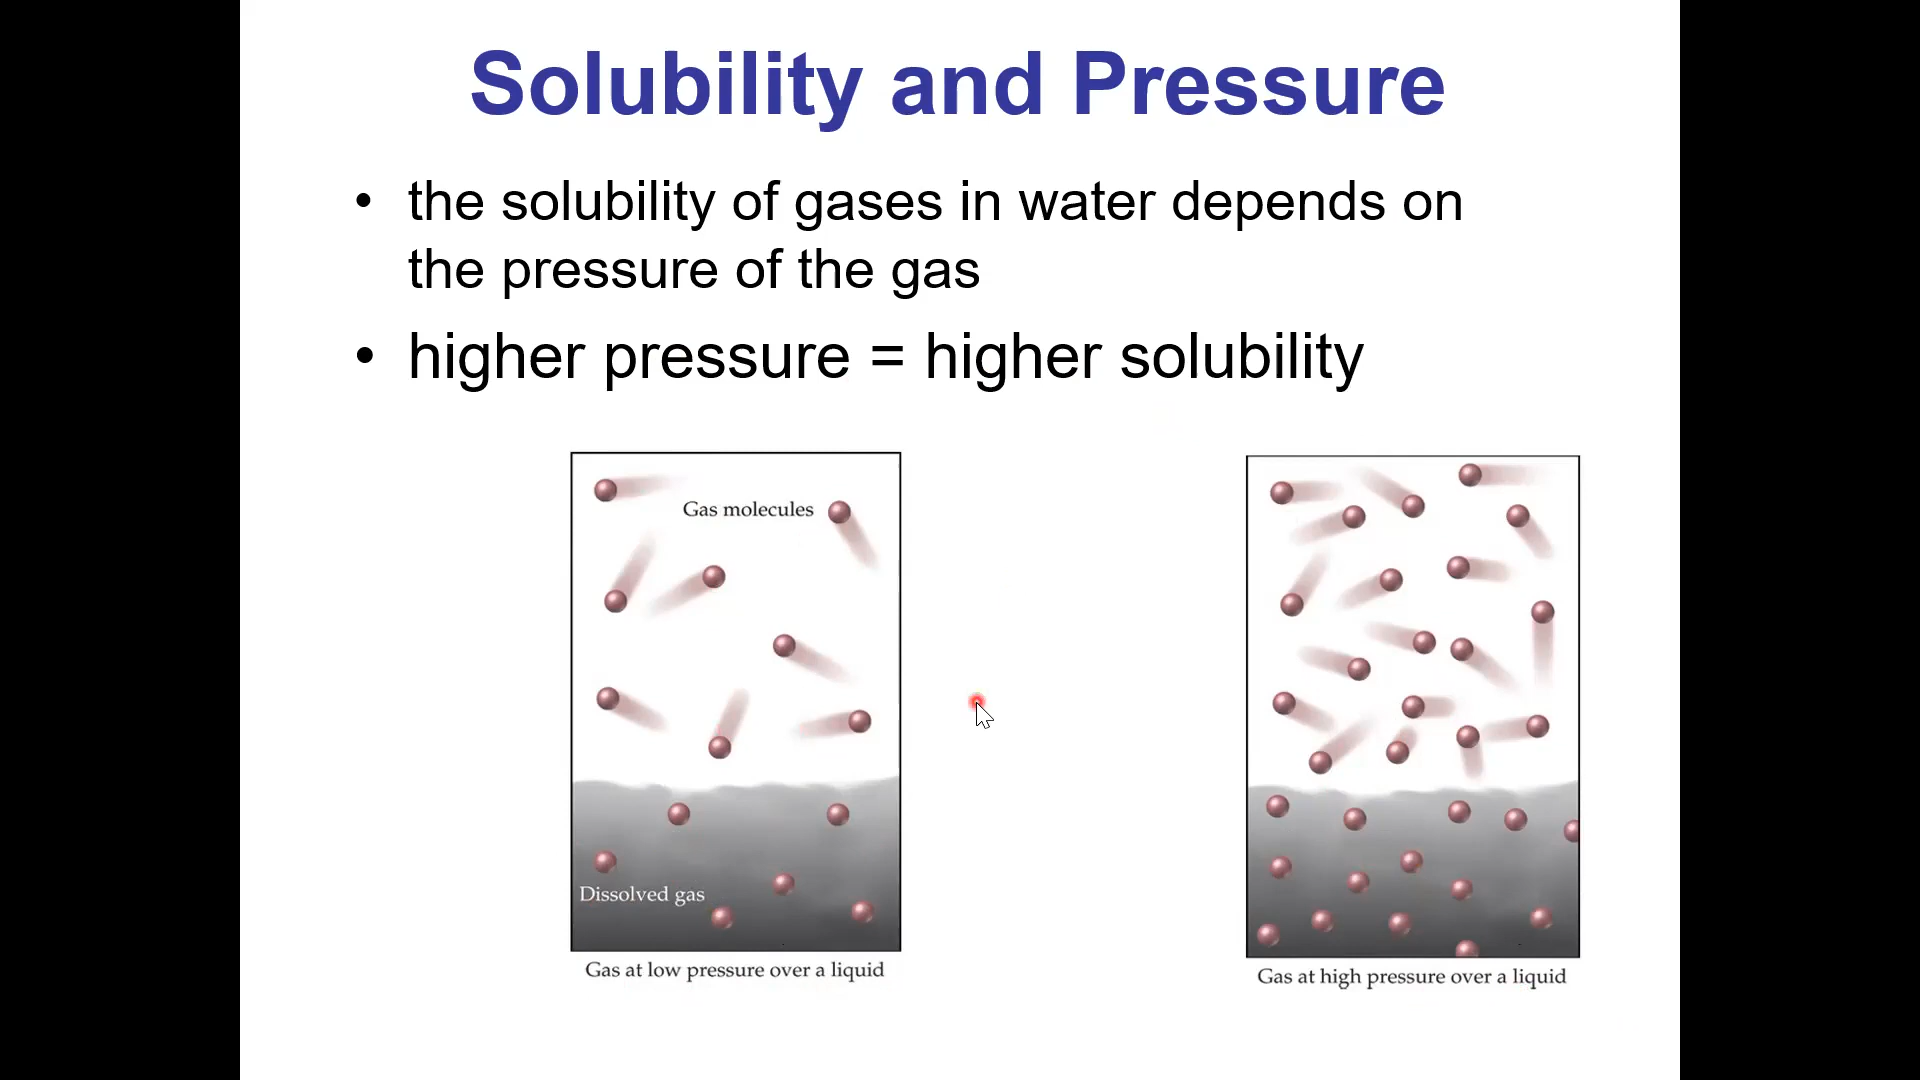 Solubility and Pressure
• the solubility of gases in water depends on
the pressure of the gas
• higher pressure = higher solubility
Gas molecules
Dissolved gas
Gas at low pressure over a liquid
Gas at high pressure over a liquid